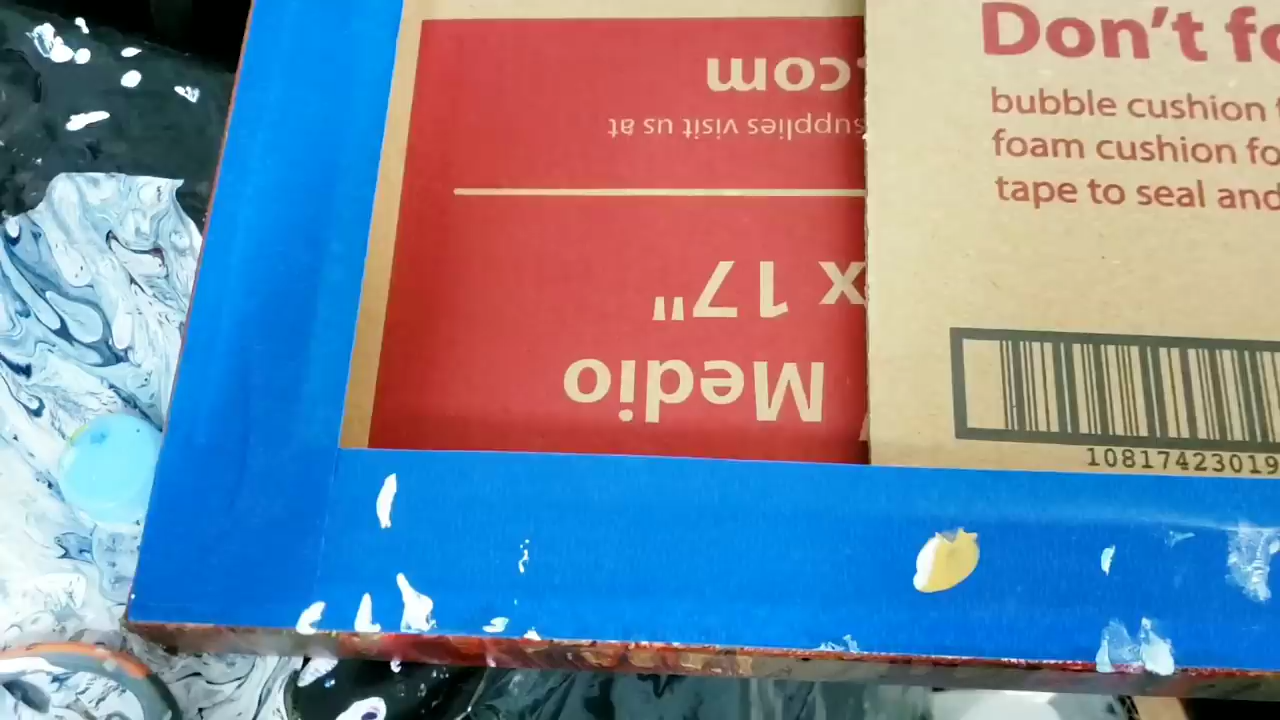 Don't fo
bubble cushion
foam cushion fo
tape to seal and
10817423019
Medio
x 17"
supplies visit us at
.com